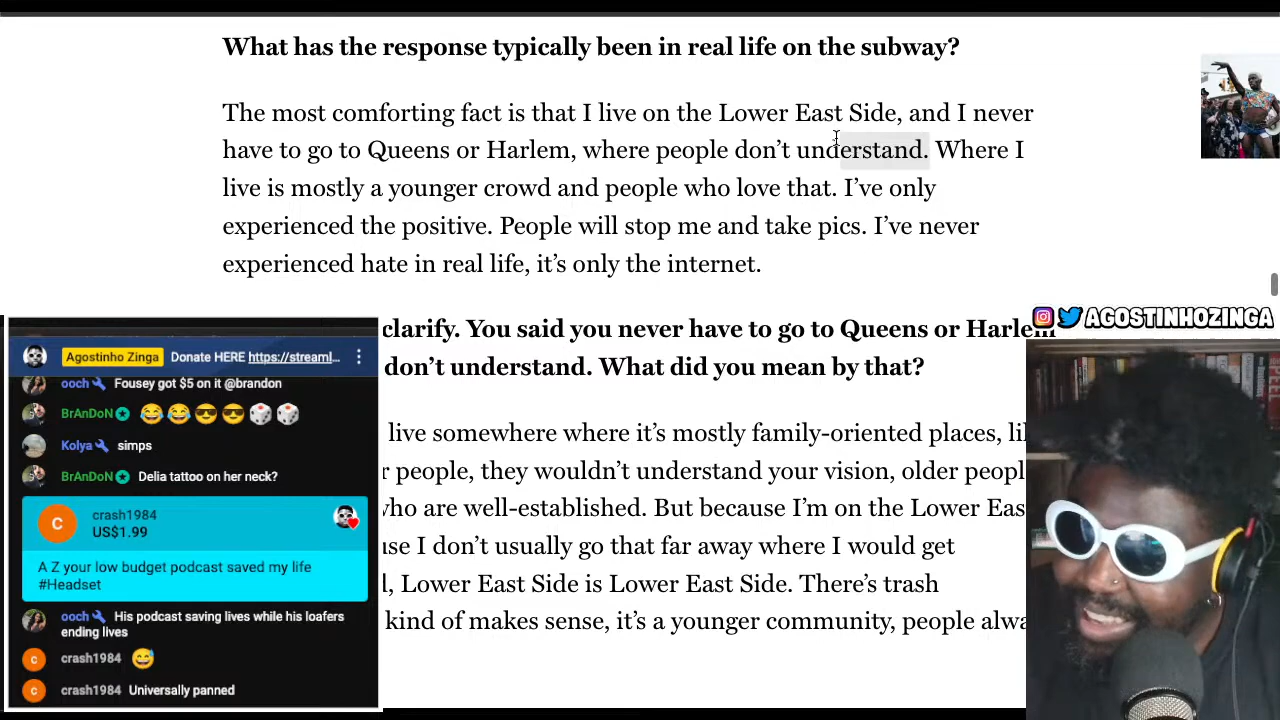 What has the response typically been in real life on the subway?
The most comforting fact is that I live on the Lower East Side, and I never
have to go to Queens or Harlem, where people don’t understand. Where I
live is mostly a younger crowd and people who love that. I’ve only
experienced the positive. People will stop me and take pics. I’ve never
experienced hate in real life, it’s only the internet.
clarify. You said you never have to go to Queens or Harlem
don’t understand. What did you mean by that?
live somewhere where it’s mostly family-oriented places,
people, they wouldn’t understand your vision, older
who are well-established. But because I’m on the Lower
I don’t usually go that far away where I would get
Lower East Side is Lower East Side. There’s trash
kind of makes sense, it’s a younger community, people
Agostinho Zinga Donate HERE https://streaml...
ooch Fousey got $5 on it @brandon
BrAnDoN 😂😂😎😎🎲🎲
Kolya simps
BrAnDoN Delia tattoo on her neck?
C
crash1984
US$1.99
A Z your low budget podcast saved my life
#Headset
ooch His podcast saving lives while his loafers
ending lives
C crash1984 😅
C crash1984 Universally panned
AGOSTINHOZINGA